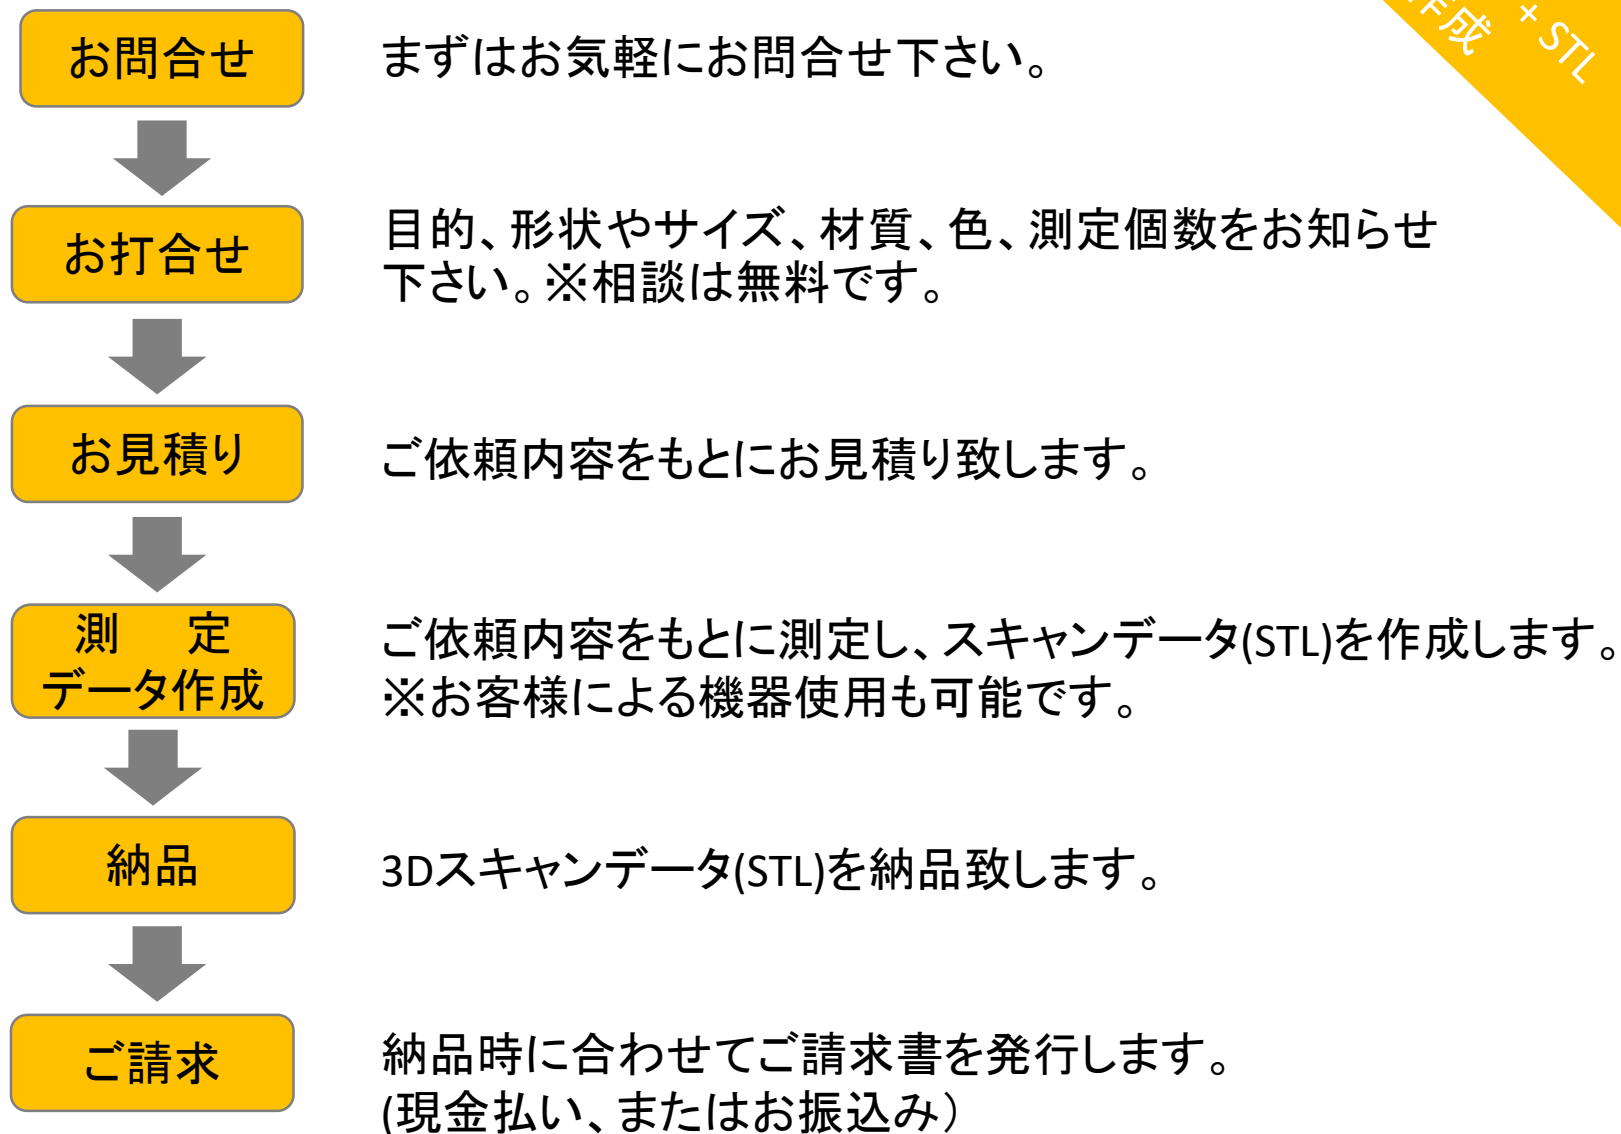 お問合せ
まずはお気軽にお問合せ下さい。
+ STL
作成
お打合せ
目的、形状やサイズ、材質、色、測定個数をお知らせ
下さい。※相談は無料です。
お見積り
ご依頼内容をもとにお見積り致します。
測　定
データ作成
ご依頼内容をもとに測定し、スキャンデータ(STL)を作成します。
※お客様による機器使用も可能です。
納品
3Dスキャンデータ(STL)を納品致します。
ご請求
納品時に合わせてご請求書を発行します。
(現金払い、またはお振込み）